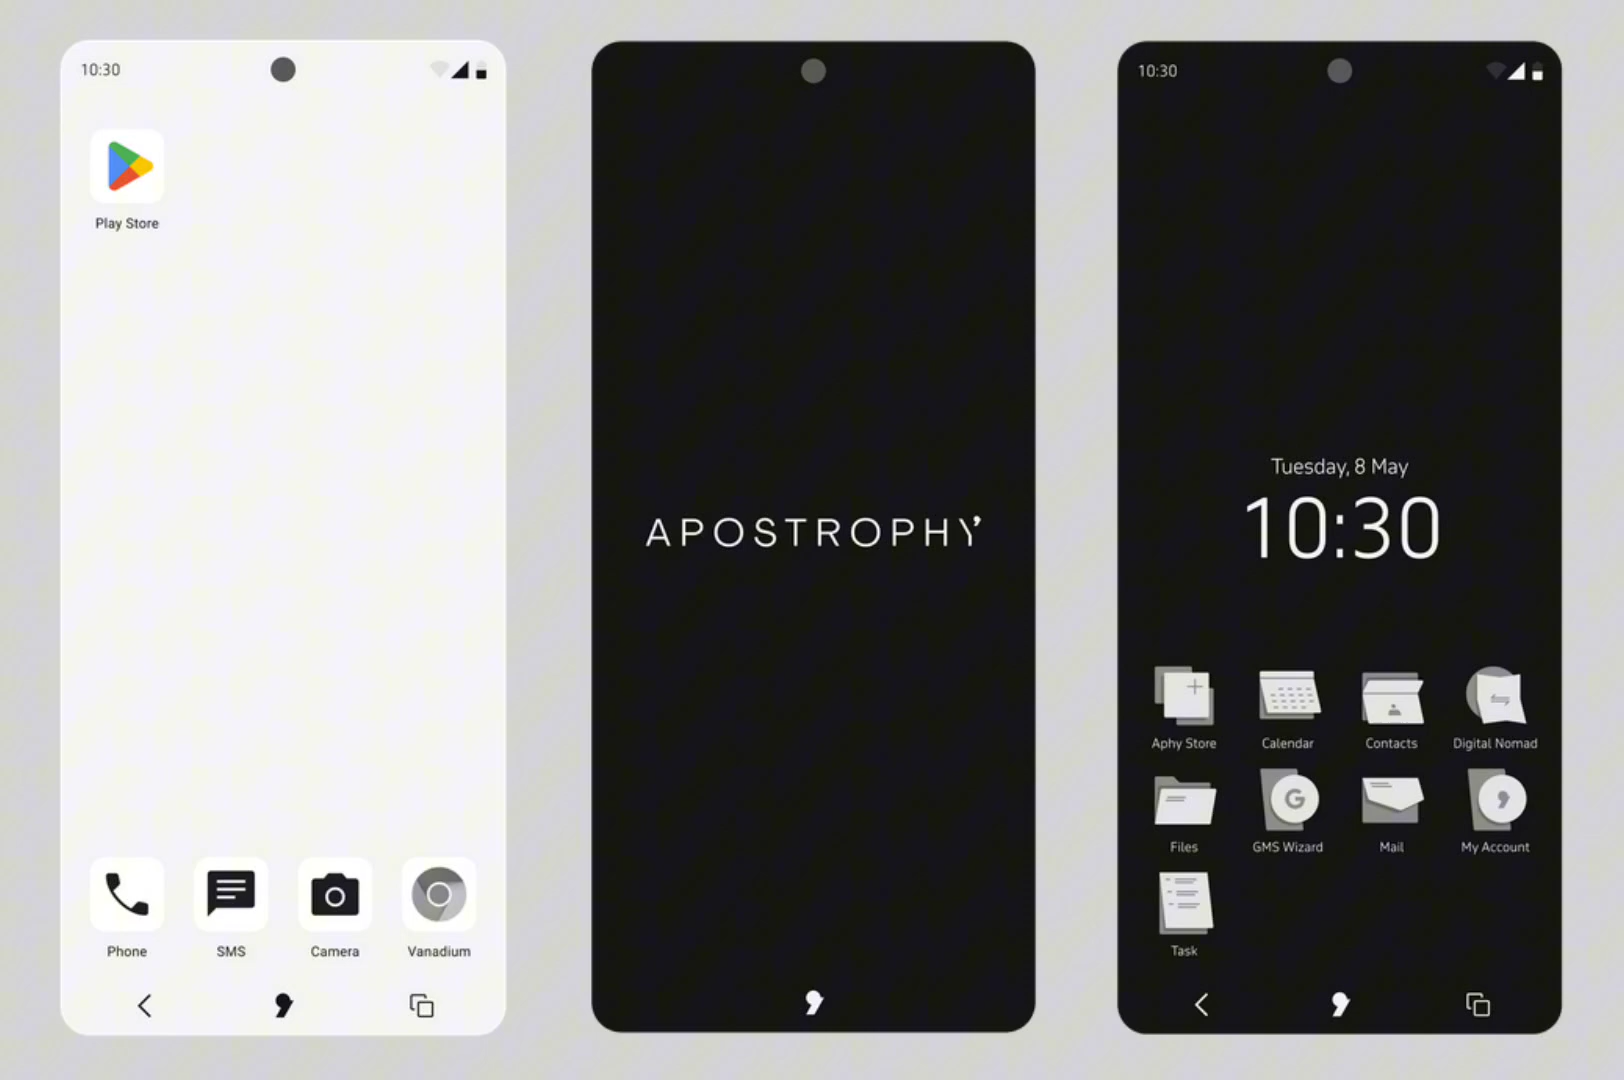 10:30
Play Store
Phone SMS Camera Vanadium
APOSTROPHY
10:30
Tuesday, 8 May
10:30
Aphy Store Calendar Contacts Digital Nomad
Files GMS Wizard Mail My Account
Task